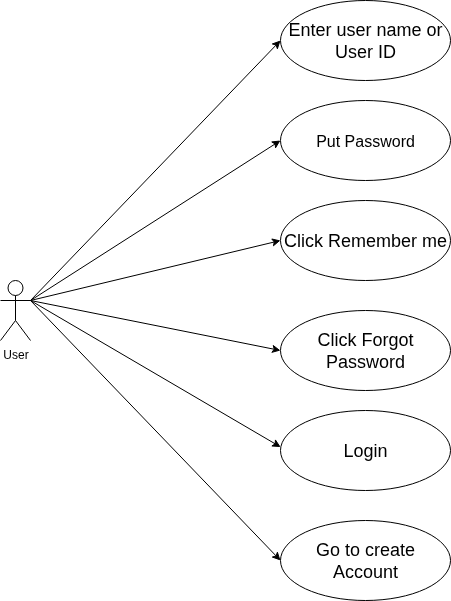 Enter user name or
User ID
Put Password
Click Remember me
User
Click Forgot
Password
Login
Go to create
Account